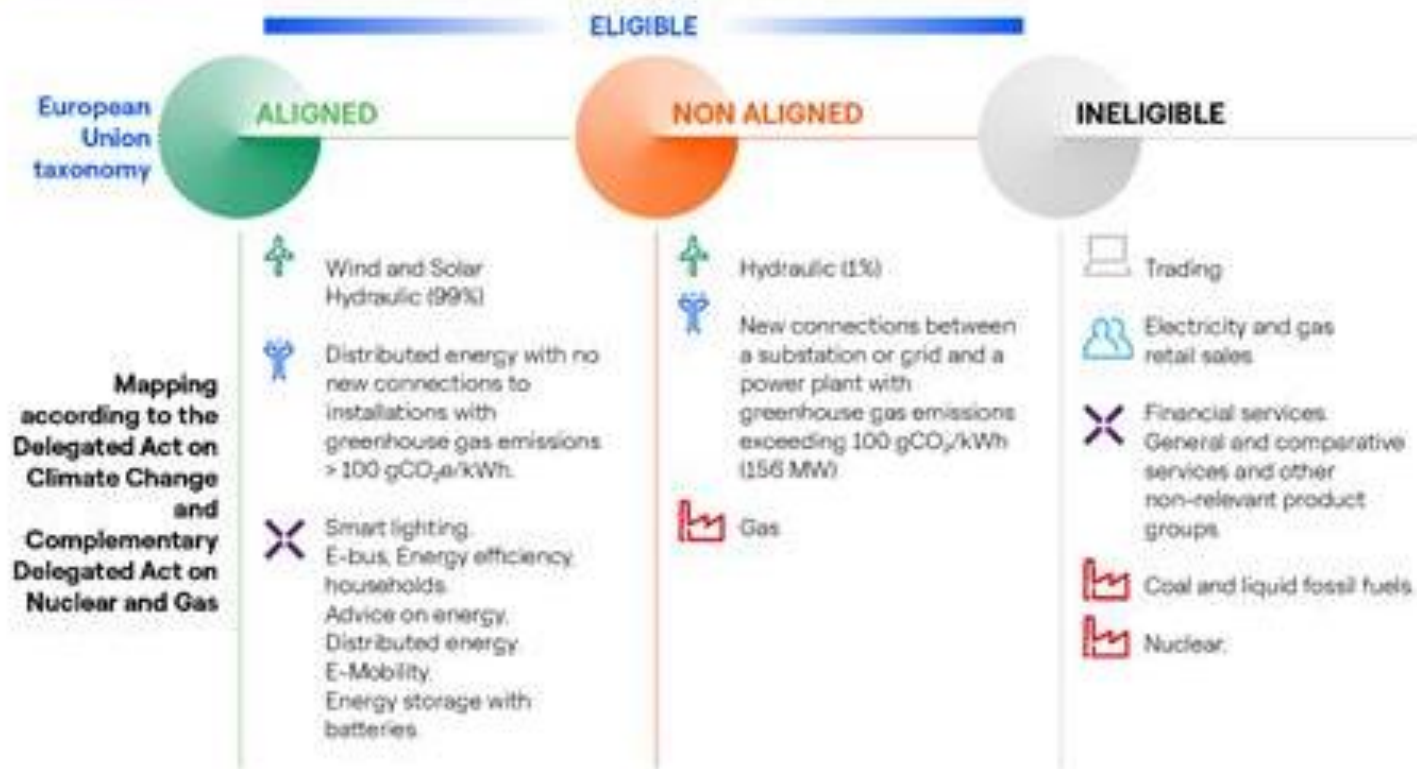 ELIGIBLE
European
Union
taxonomy
ALIGNED
NON ALIGNED
INELIGIBLE
Mapping
according to the
Delegated Act on
Climate Change
and
Complementary
Delegated Act on
Nuclear and Gas
Wind and Solar
Hydraulic (99%)
Distributed energy with no
new connections to
installations with
greenhouse gas emissions
> 100 gCO₂e/kWh.
Smart lighting.
E-bus, Energy efficiency,
households.
Advice on energy.
Distributed energy.
E-Mobility.
Energy storage with
batteries.
Hydraulic (1%)
New connections between
a substation or grid and a
power plant with
greenhouse gas emissions
exceeding 100 gCO₂/kWh
(156 MW)
Gas
Trading
Electricity and gas
retail sales
Financial services.
General and comparative
services and other
non-relevant product
groups.
Coal and liquid fossil fuels.
Nuclear.